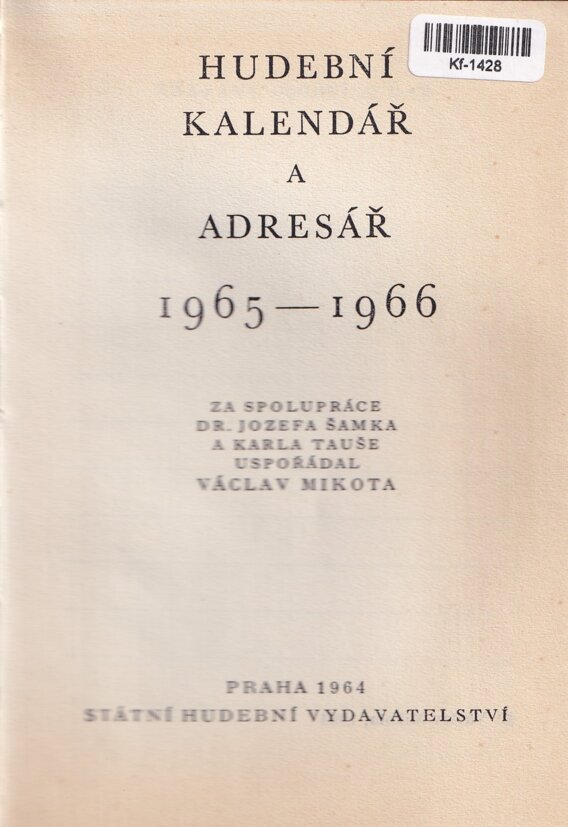 Kf-1428
HUDEBNÍ
KALENDÁŘ
A
ADRESÁŘ
1965 — 1966
ZA SPOLUPRÁCE
DR. JOZEFA ŠAMKA
A KARLA TAUŠE
USPOŘÁDAL
VÁCLAV MIKOTA
PRAHA 1964
STÁTNÍ HUDEBNÍ VYDAVATELSTVÍ